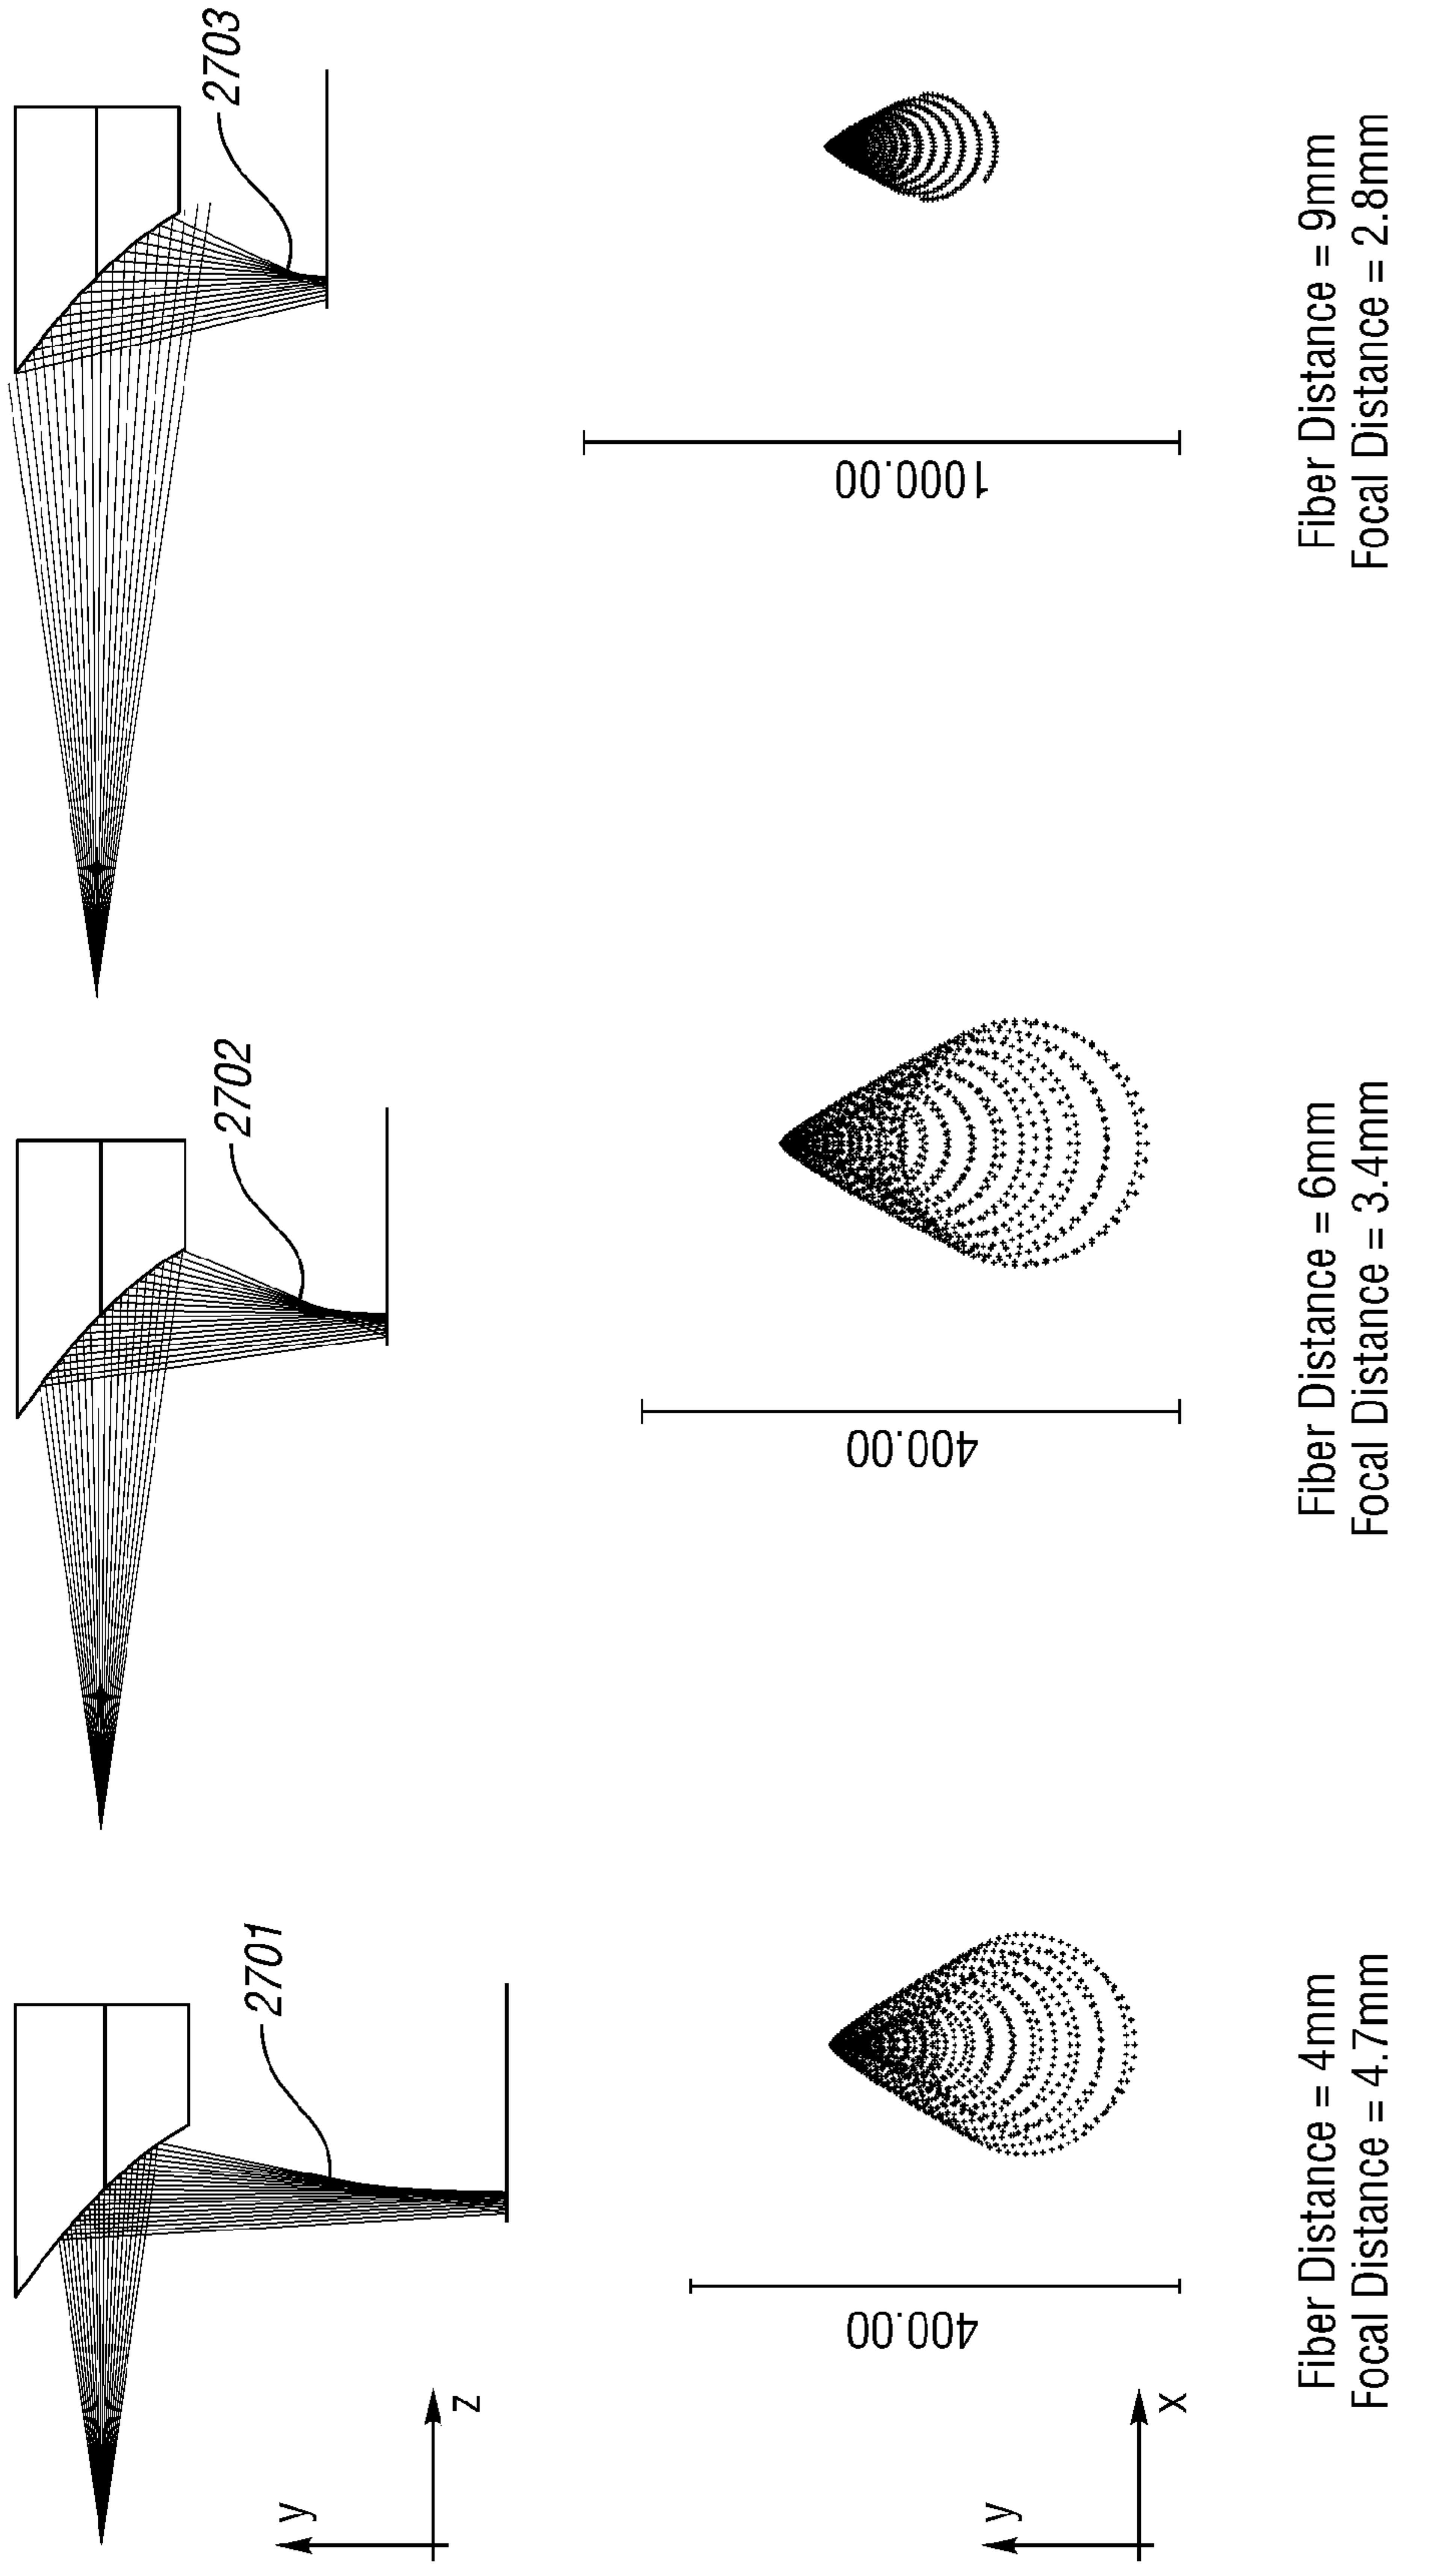 2701
2702
2703
y
z
400.00
400.00
1000.00
y
x
Fiber Distance = 4mm
Focal Distance = 4.7mm
Fiber Distance = 6mm
Focal Distance = 3.4mm
Fiber Distance = 9mm
Focal Distance = 2.8mm